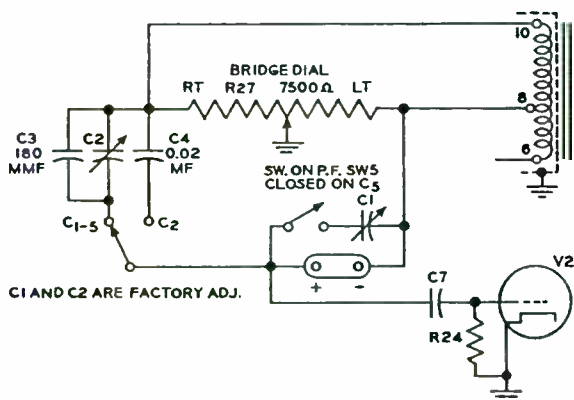 10
BRIDGE DIAL
RT R27 7500Ω LT
8
C3 C2 C4
180 0.02
MMF MF
6
SW. ON P.F. SW5
CLOSED ON C5
C1
C1-5 C2
+ -
V2
C1 AND C2 ARE FACTORY ADJ.
C7
R24